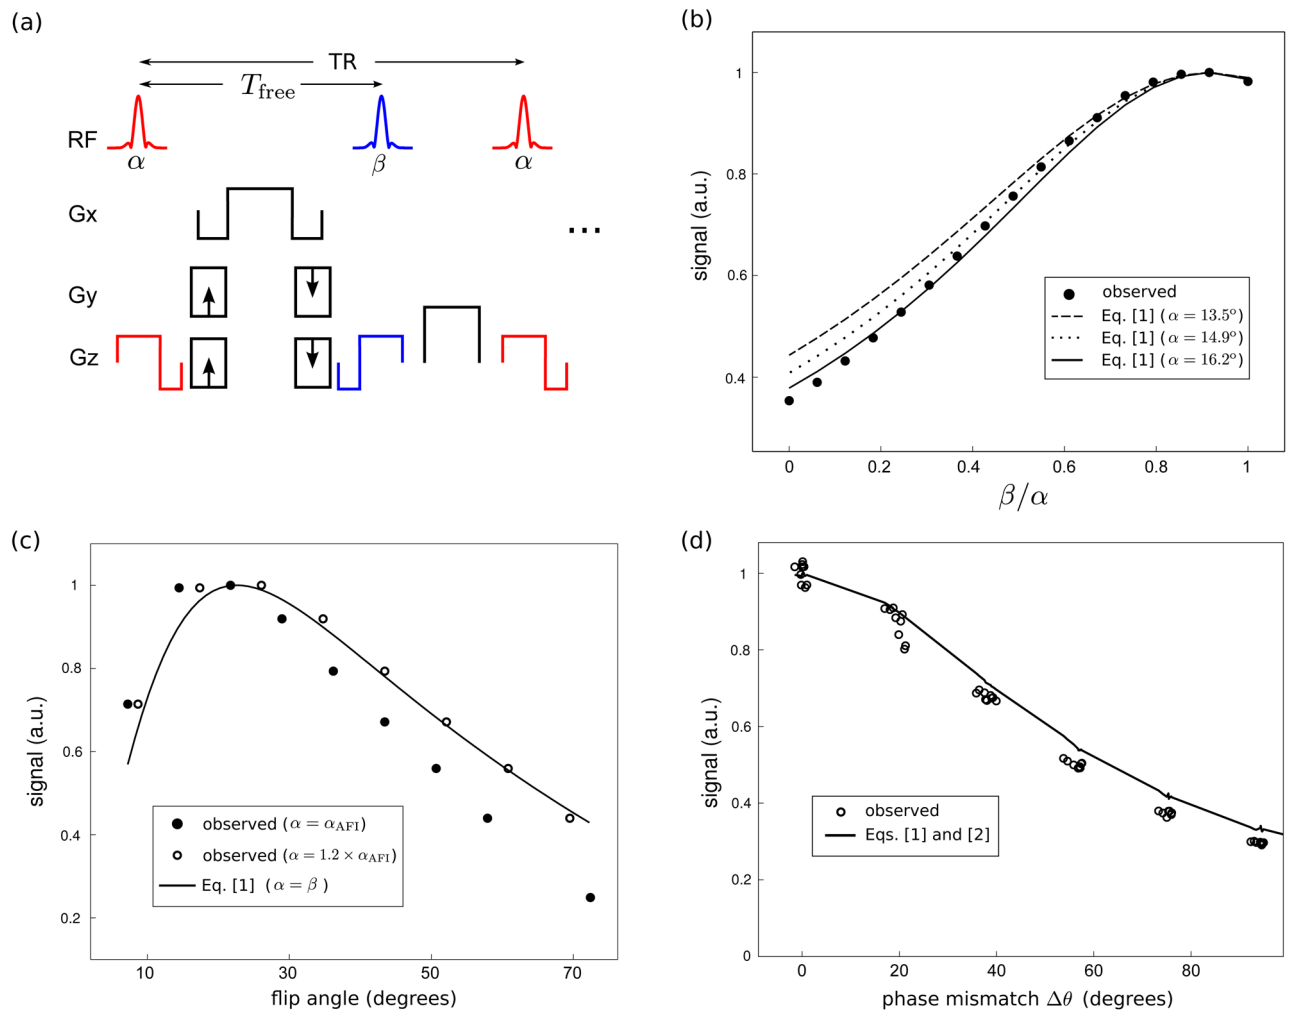 (a)
TR
T_free
RF
α
β
α
Gx
...
Gy
Gz
(b)
signal (a.u.)
1
0.8
0.6
0.4
observed
Eq. [1] (α = 13.5°)
Eq. [1] (α = 14.9°)
Eq. [1] (α = 16.2°)
0 0.2 0.4 0.6 0.8 1
β/α
(c)
signal (a.u.)
1
0.8
0.6
0.4
0.2
observed (α = α_AFI)
observed (α = 1.2 × α_AFI)
Eq. [1] (α = β )
10 30 50 70
flip angle (degrees)
(d)
signal (a.u.)
1
0.8
0.6
0.4
0.2
0
observed
Eqs. [1] and [2]
0 20 40 60 80
phase mismatch Δθ (degrees)